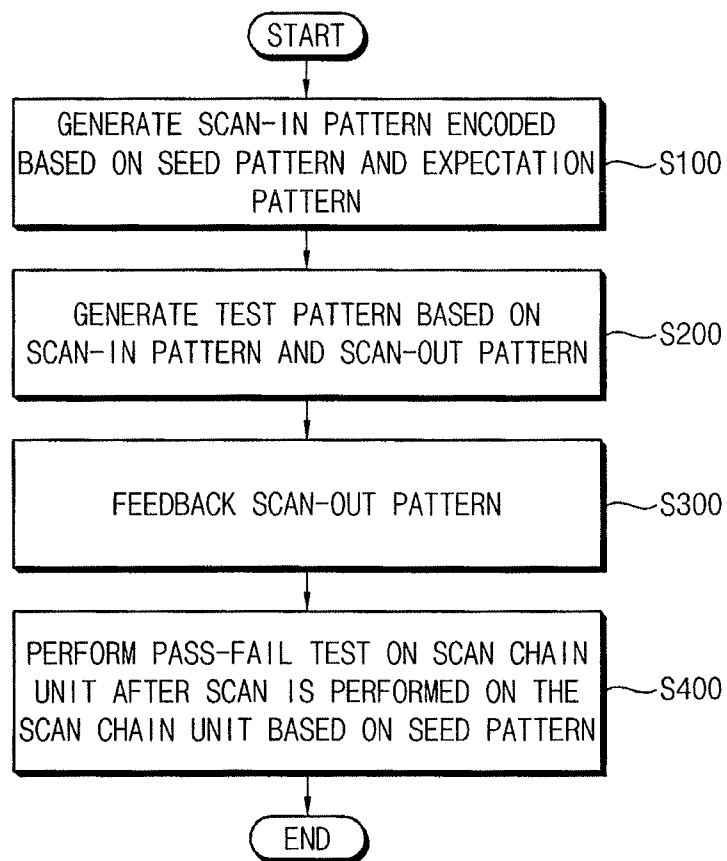 START
GENERATE SCAN-IN PATTERN ENCODED
BASED ON SEED PATTERN AND EXPECTATION
PATTERN
S100
GENERATE TEST PATTERN BASED ON
SCAN-IN PATTERN AND SCAN-OUT PATTERN
S200
FEEDBACK SCAN-OUT PATTERN
S300
PERFORM PASS-FAIL TEST ON SCAN CHAIN
UNIT AFTER SCAN IS PERFORMED ON THE
SCAN CHAIN UNIT BASED ON SEED PATTERN
S400
END